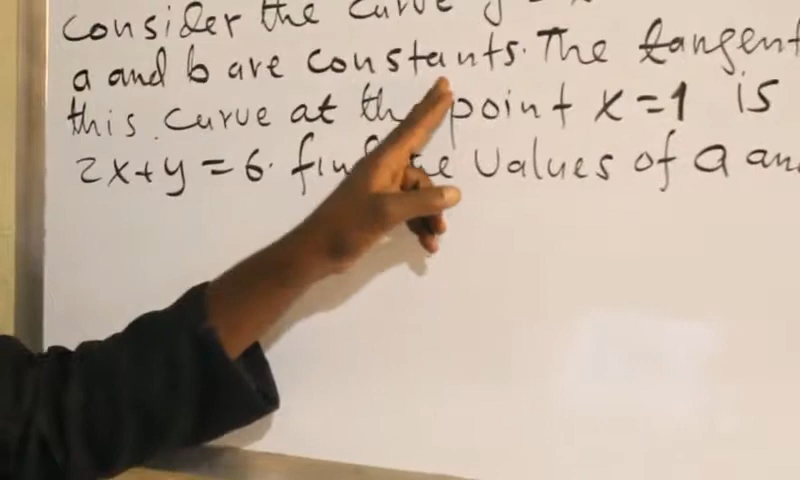 Consider the curve y =
a and b are constants. The tangent
this curve at the point x=1 is
2x+y=6. find the values of a and